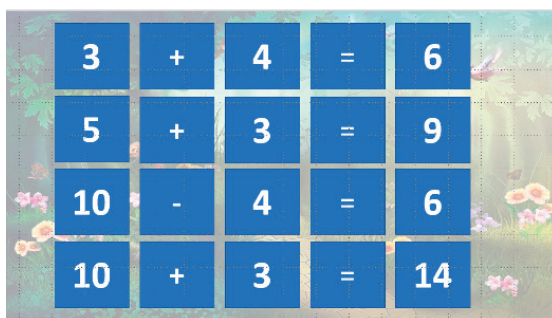 3 + 4 = 6
5 + 3 = 9
10 - 4 = 6
10 + 3 = 14